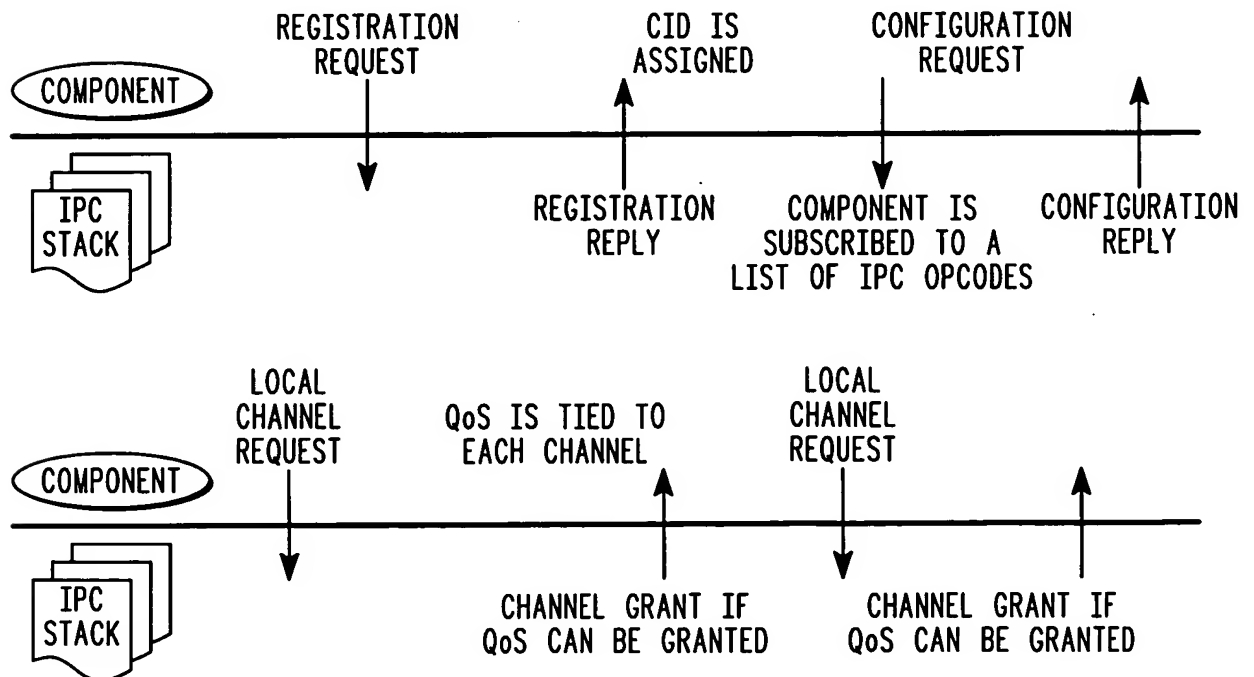 REGISTRATION
REQUEST
CID IS
ASSIGNED
CONFIGURATION
REQUEST
COMPONENT
IPC
STACK
REGISTRATION
REPLY
COMPONENT IS
SUBSCRIBED TO A
LIST OF IPC OPCODES
CONFIGURATION
REPLY
LOCAL
CHANNEL
REQUEST
QoS IS TIED TO
EACH CHANNEL
LOCAL
CHANNEL
REQUEST
COMPONENT
IPC
STACK
CHANNEL GRANT IF
QoS CAN BE GRANTED
CHANNEL GRANT IF
QoS CAN BE GRANTED